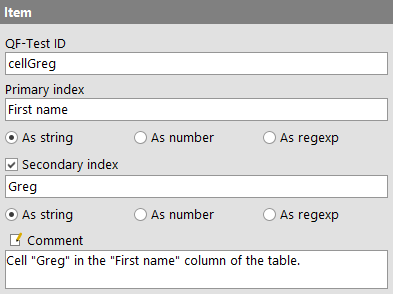 Item
QF-Test ID
cellGreg
Primary index
First name
As string As number As regexp
Secondary index
Greg
As string As number As regexp
Comment
Cell "Greg" in the "First name" column of the table.